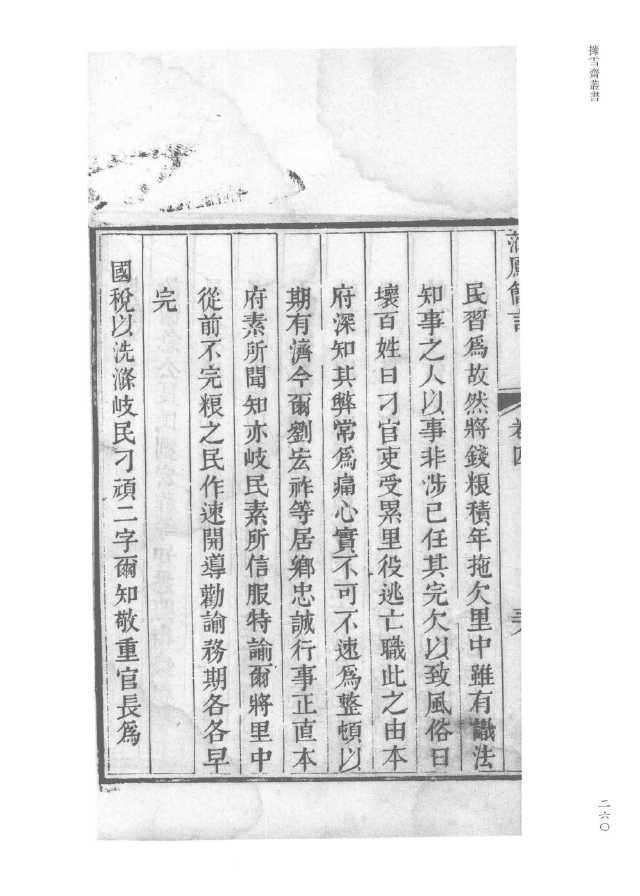 擁雪齋叢書
卷四
民習爲故然將錢粮積年拖欠里中雖有識法
知事之人以事非涉已任其完欠以致風俗日
壞百姓日刁官吏受累里役逃亡職此之由本
府深知其弊常爲痛心實不可不速爲整頓以
期有濟今爾劉宏祚等居鄉忠誠行事正直本
府素所聞知亦岐民素所信服特諭爾將里中
從前不完粮之民作速開導勸諭務期各各早
完
國稅以洗滌岐民刁頑二字爾知敬重官長爲
二六〇